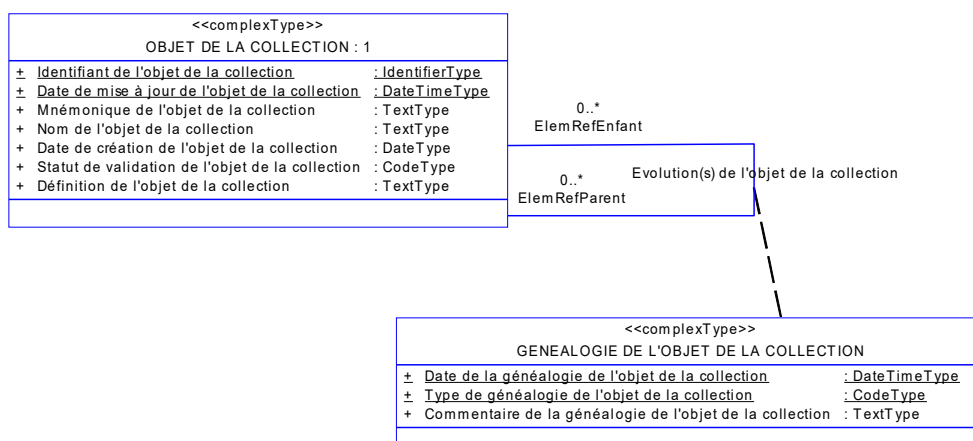 <<complexType>>
OBJET DE LA COLLECTION : 1
+ Identifiant de l'objet de la collection : IdentifierType
+ Date de mise à jour de l'objet de la collection : DateTimeType
+ Mnémonique de l'objet de la collection : TextType
+ Nom de l'objet de la collection : TextType
+ Date de création de l'objet de la collection : DateType
+ Statut de validation de l'objet de la collection : CodeType
+ Définition de l'objet de la collection : TextType
0..*
ElemRefEnfant
Evolution(s) de l'objet de la collection
0..*
ElemRefParent
<<complexType>>
GENEALOGIE DE L'OBJET DE LA COLLECTION
+ Date de la généalogie de l'objet de la collection : DateTimeType
+ Type de généalogie de l'objet de la collection : CodeType
+ Commentaire de la généalogie de l'objet de la collection : TextType